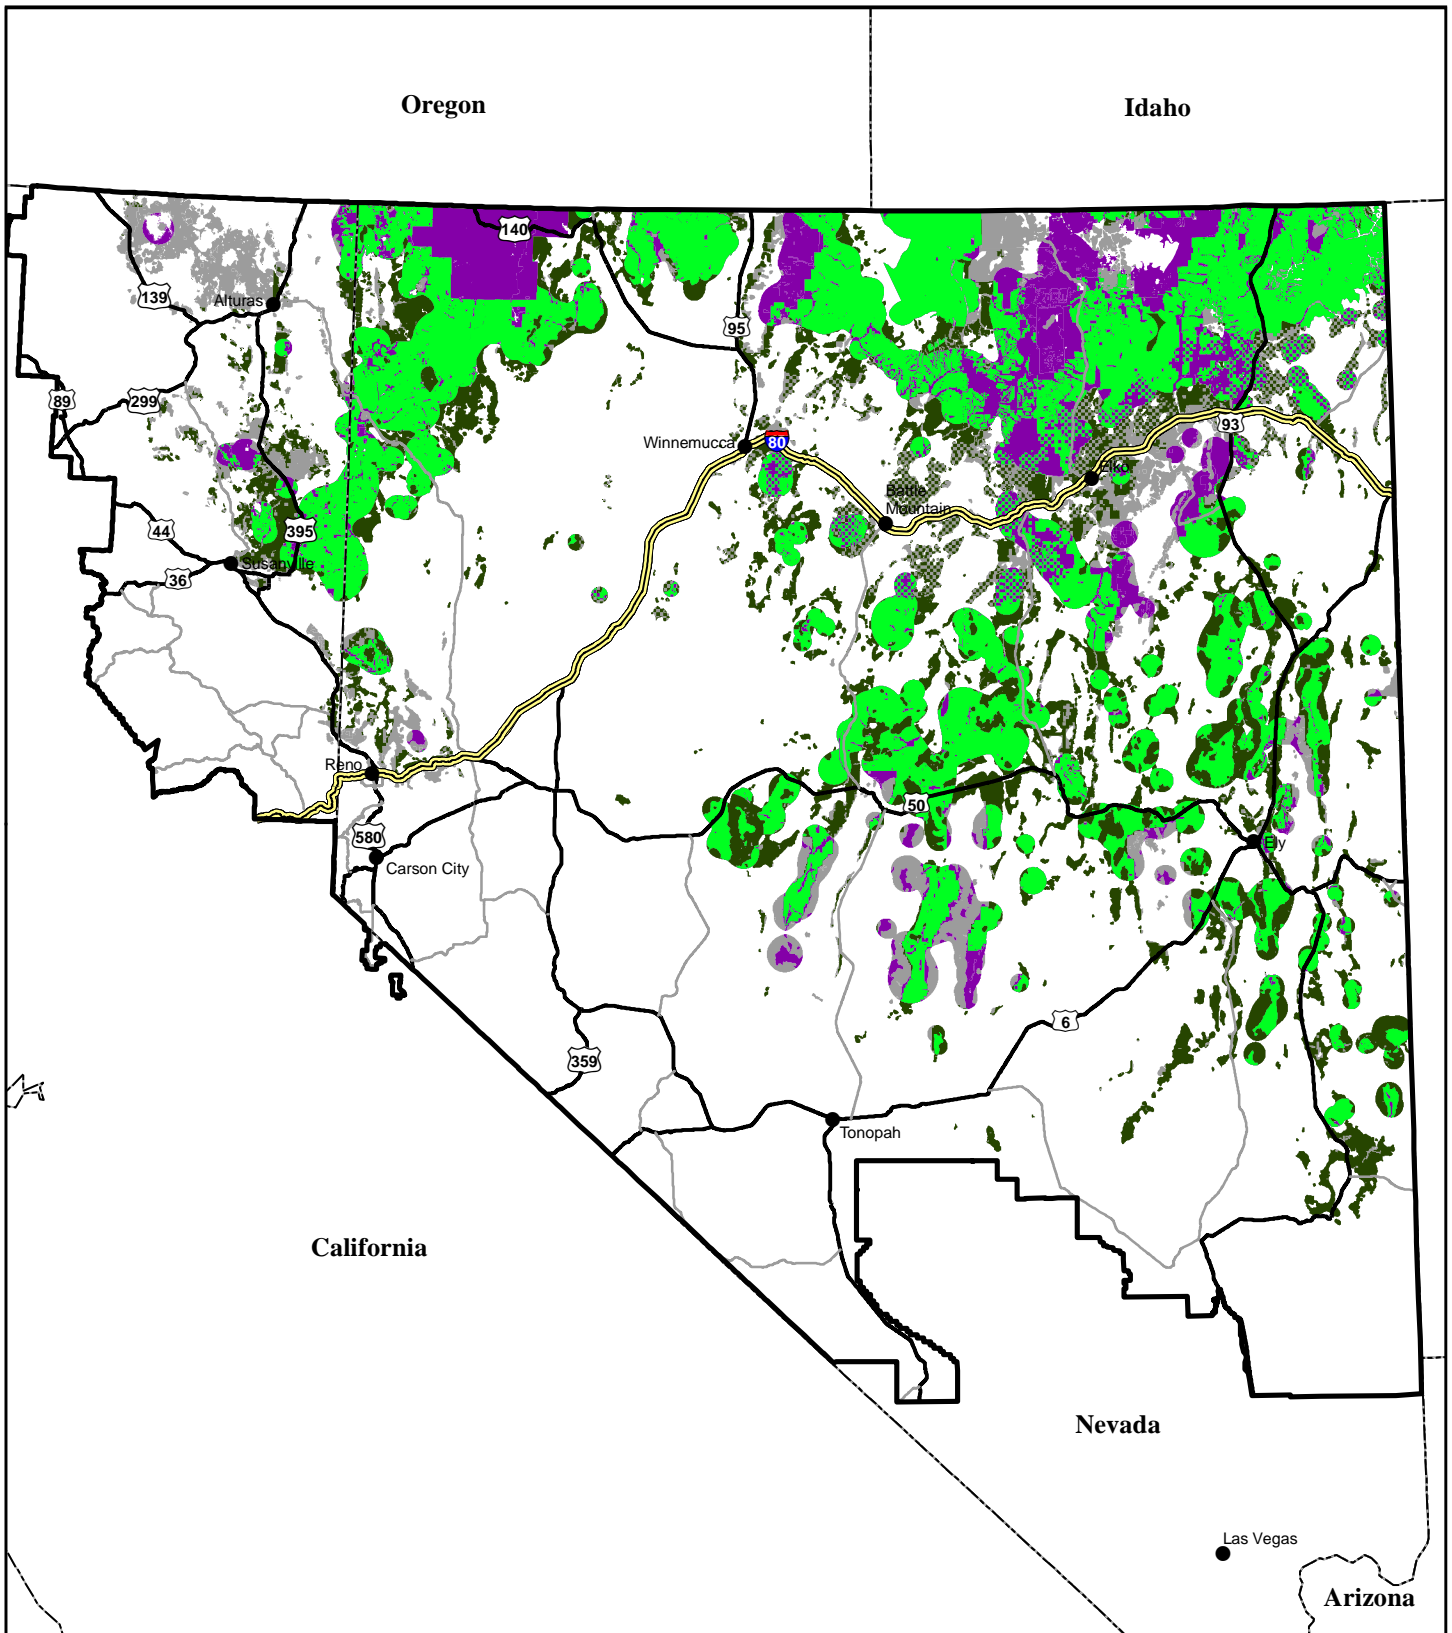 Oregon
Idaho
140
139
Alturas
95
89
299
Winnemucca
80
93
Elko
Battle
Mountain
44
395
Susanville
36
Reno
50
580
Ely
Carson City
6
359
Tonopah
California
Nevada
Las Vegas
Arizona